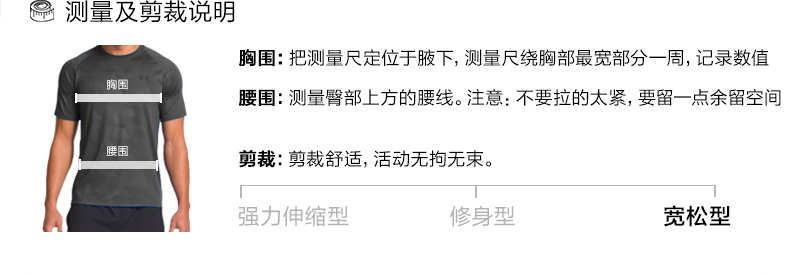 测量及剪裁说明
胸围：把测量尺定位于腋下，测量尺绕胸部最宽部分一周，记录数值
腰围：测量臀部上方的腰线。注意：不要拉的太紧，要留一点余留空间
胸围
腰围
剪裁：剪裁舒适，活动无拘无束。
强力伸缩型 修身型 宽松型